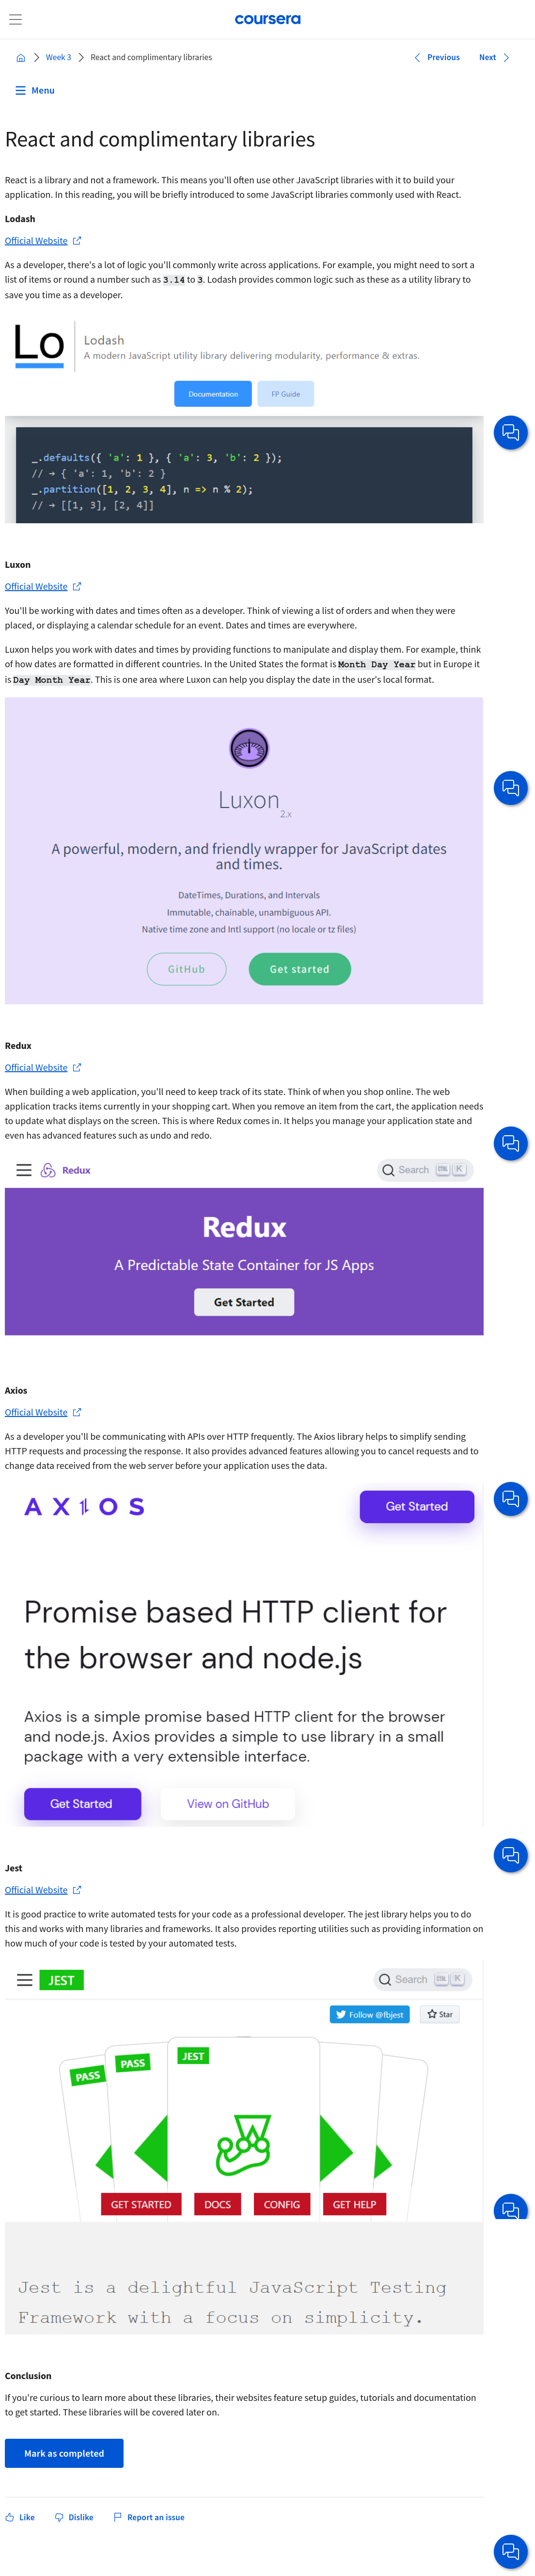 coursera
Week 3
React and complimentary libraries
Previous
Next
Menu
React and complimentary libraries
React is a library and not a framework. This means you'll often use other JavaScript libraries with it to build your
application. In this reading, you will be briefly introduced to some JavaScript libraries commonly used with React.
Lodash
Official Website
As a developer, there's a lot of logic you'll commonly write across applications. For example, you might need to sort a
list of items or round a number such as 3.14 to 3. Lodash provides common logic such as these as a utility library to
save you time as a developer.
Lo
Lodash
A modern JavaScript utility library delivering modularity, performance & extras.
Documentation
FP Guide
_.defaults({ 'a': 1 }, { 'a': 3, 'b': 2 });
// → { 'a': 1, 'b': 2 }
_.partition([1, 2, 3, 4], n => n % 2);
// → [[1, 3], [2, 4]]
Luxon
Official Website
You'll be working with dates and times often as a developer. Think of viewing a list of orders and when they were
placed, or displaying a calendar schedule for an event. Dates and times are everywhere.
Luxon helps you work with dates and times by providing functions to manipulate and display them. For example, think
of how dates are formatted in different countries. In the United States the format is Month Day Year but in Europe it
is Day Month Year. This is one area where Luxon can help you display the date in the user's local format.
Luxon 2.x
A powerful, modern, and friendly wrapper for JavaScript dates
and times.
DateTimes, Durations, and Intervals
Immutable, chainable, unambiguous API.
Native time zone and Intl support (no locale or tz files)
GitHub
Get started
Redux
Official Website
When building a web application, you'll need to keep track of its state. Think of when you shop online. The web
application tracks items currently in your shopping cart. When you remove an item from the cart, the application needs
to update what displays on the screen. This is where Redux comes in. It helps you manage your application state and
even has advanced features such as undo and redo.
Redux
Search CTRL K
Redux
A Predictable State Container for JS Apps
Get Started
Axios
Official Website
As a developer you'll be communicating with APIs over HTTP frequently. The Axios library helps to simplify sending
HTTP requests and processing the response. It also provides advanced features allowing you to cancel requests and to
change data received from the web server before your application uses the data.
AXIOS
Get Started
Promise based HTTP client for
the browser and node.js
Axios is a simple promise based HTTP client for the browser
and node.js. Axios provides a simple to use library in a small
package with a very extensible interface.
Get Started
View on GitHub
Jest
Official Website
It is good practice to write automated tests for your code as a professional developer. The jest library helps you to do
this and works with many libraries and frameworks. It also provides reporting utilities such as providing information on
how much of your code is tested by your automated tests.
JEST
Search CTRL K
Follow @fbjest
Star
PASS
PASS
JEST
GET STARTED
DOCS
CONFIG
GET HELP
Jest is a delightful JavaScript Testing
Framework with a focus on simplicity.
Conclusion
If you're curious to learn more about these libraries, their websites feature setup guides, tutorials and documentation
to get started. These libraries will be covered later on.
Mark as completed
Like
Dislike
Report an issue